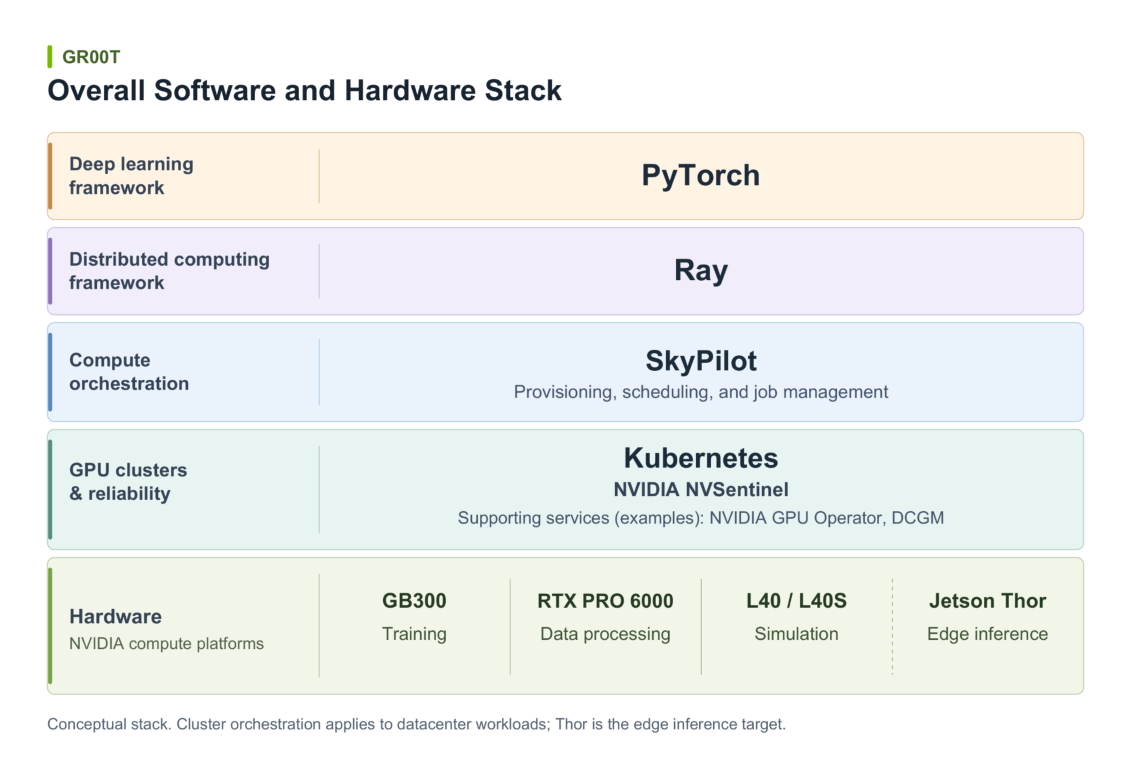 GR00T
Overall Software and Hardware Stack
Deep learning
framework
PyTorch
Distributed computing
framework
Ray
Compute
orchestration
SkyPilot
Provisioning, scheduling, and job management
GPU clusters
& reliability
Kubernetes
NVIDIA NVSentinel
Supporting services (examples): NVIDIA GPU Operator, DCGM
Hardware
NVIDIA compute platforms
GB300
Training
RTX PRO 6000
Data processing
L40 / L40S
Simulation
Jetson Thor
Edge inference
Conceptual stack. Cluster orchestration applies to datacenter workloads; Thor is the edge inference target.